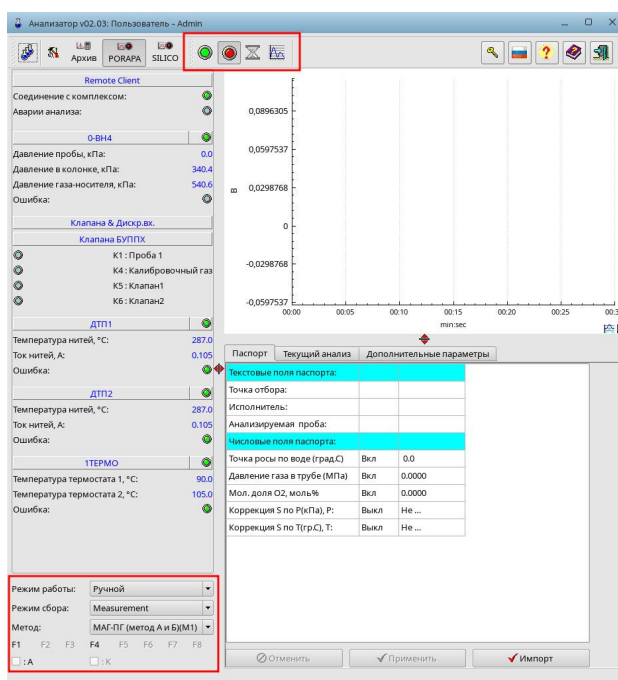 Анализатор v02.03: Пользователь – Admin
Архив PORAPA SILICO
Remote Client
Соединение с комплексом:
Аварии анализа:
0-ВН4
Давление пробы, кПа: 0.0
Давление в колонке, кПа: 340.4
Давление газа-носителя, кПа: 540.6
Ошибка:
Клапана & Дискр.вх.
Клапана БУППХ
К1 : Проба 1
К4 : Калибровочный газ
К5 : Клапан1
К6 : Клапан2
ДТП1
Температура нитей, °C: 287.0
Ток нитей, А: 0.105
Ошибка:
ДТП2
Температура нитей, °C: 287.0
Ток нитей, А: 0.105
Ошибка:
1ТЕРМО
Температура термостата 1, °C: 90.0
Температура термостата 2, °C: 105.0
Ошибка:
Режим работы: Ручной
Режим сбора: Measurement
Метод: МАГ-ПГ (метод А и Б)(М1)
F1 F2 F3 F4 F5 F6 F7 F8
: А : К
0,0896305
0,0597537
В 0,0298768
0
-0,0298768
-0,0597537
00:00 00:05 00:10 00:15 00:20 00:25 00:3
min:sec
Паспорт Текущий анализ Дополнительные параметры
Текстовые поля паспорта:
Точка отбора:
Исполнитель:
Анализируемая проба:
Числовые поля паспорта:
Точка росы по воде (град.С) Вкл 0.0
Давление газа в трубе (МПа) Вкл 0.0000
Мол. доля О2, моль% Вкл 0.0000
Коррекция S по Р(кПа), Р: Выкл Не ...
Коррекция S по Т(гр.С), Т: Выкл Не ...
Отменить Применить Импорт